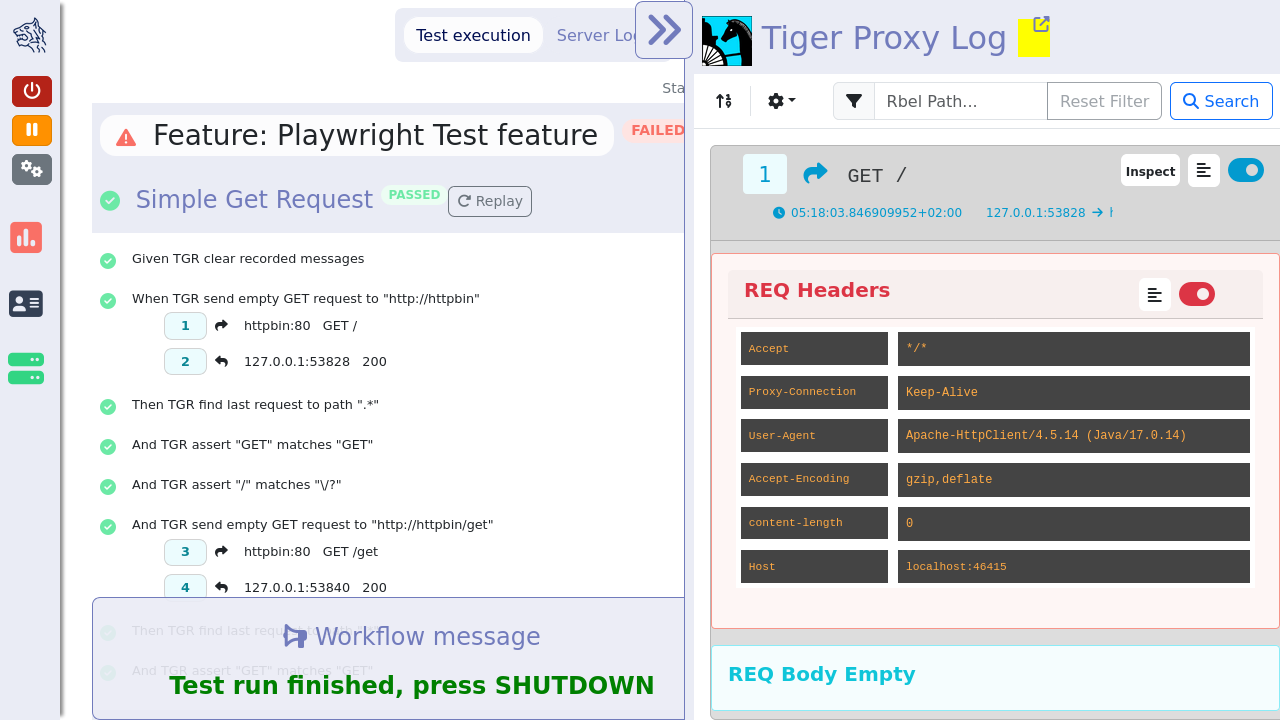 Test execution
Server Lo
Sta
Feature: Playwright Test feature
FAILED
Simple Get Request
PASSED
Replay
Given TGR clear recorded messages
When TGR send empty GET request to "http://httpbin"
1 httpbin:80 GET /
2 127.0.0.1:53828 200
Then TGR find last request to path ".*"
And TGR assert "GET" matches "GET"
And TGR assert "/" matches "\/?"
And TGR send empty GET request to "http://httpbin/get"
3 httpbin:80 GET /get
4 127.0.0.1:53840 200
Then TGR find last request to path
Workflow message
And TGR assert "GET" matches "GET"
Test run finished, press SHUTDOWN
Tiger Proxy Log
Rbel Path...
Reset Filter
Search
1 GET /
Inspect
05:18:03.846909952+02:00 127.0.0.1:53828
REQ Headers
Accept */*
Proxy-Connection Keep-Alive
User-Agent Apache-HttpClient/4.5.14 (Java/17.0.14)
Accept-Encoding gzip,deflate
content-length 0
Host localhost:46415
REQ Body Empty